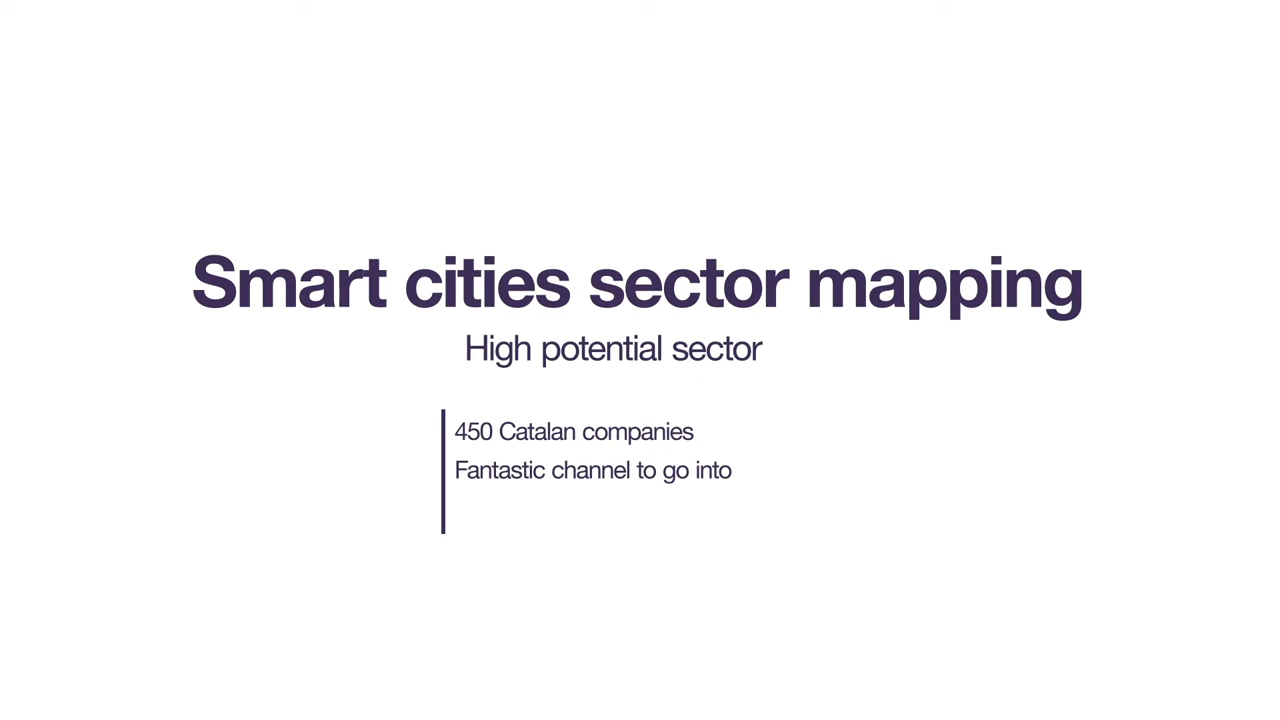 Smart cities sector mapping
High potential sector
450 Catalan companies
Fantastic channel to go into